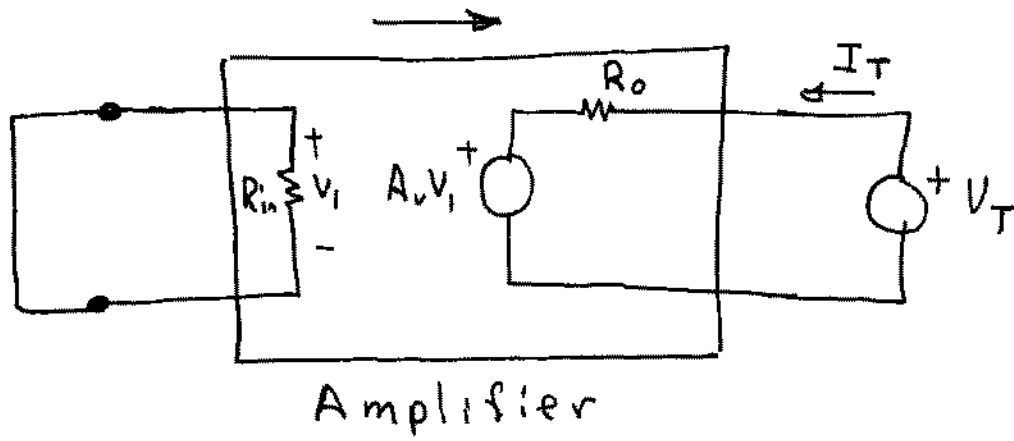 I_T
R_o
+
+
+
R_in
V_1
A_v V_1
V_T
-
Amplifier